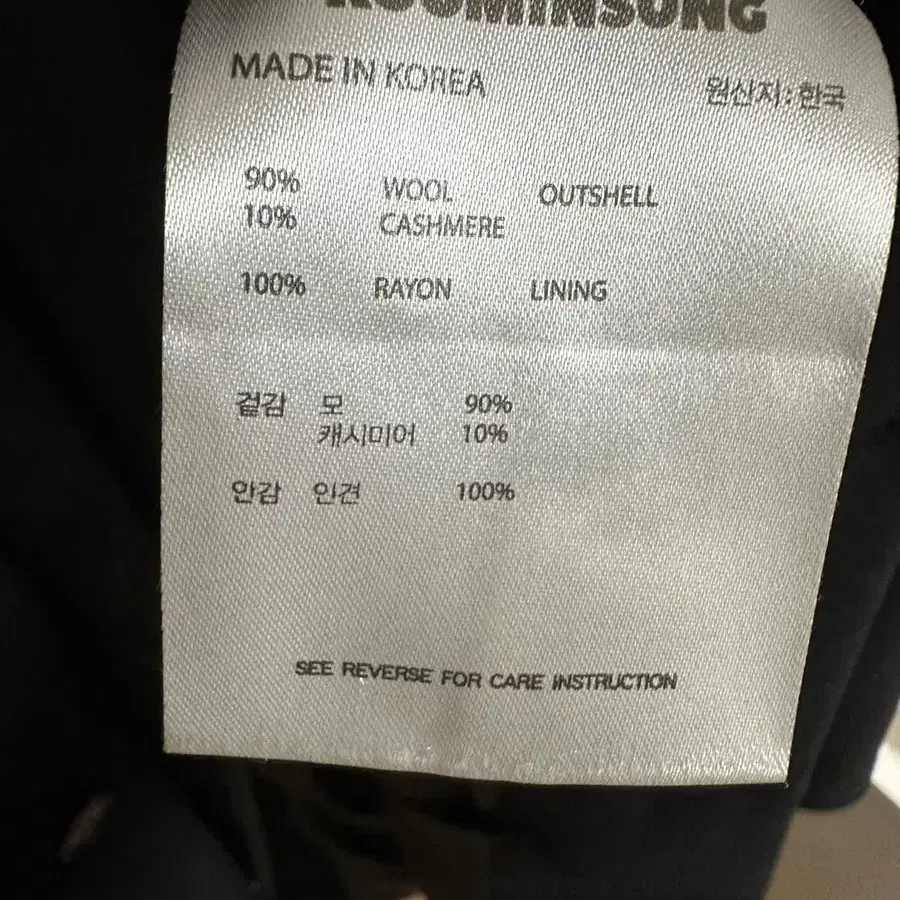 MADE IN KOREA
원산지: 한국
90% WOOL OUTSHELL
10% CASHMERE
100% RAYON LINING
겉감 모 90%
캐시미어 10%
안감 인견 100%
SEE REVERSE FOR CARE INSTRUCTION